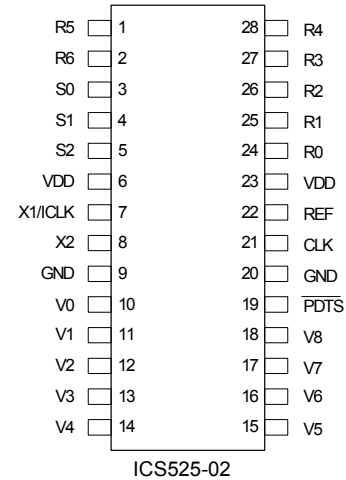 R5 1 28 R4
R6 2 27 R3
S0 3 26 R2
S1 4 25 R1
S2 5 24 R0
VDD 6 23 VDD
X1/ICLK 7 22 REF
X2 8 21 CLK
GND 9 20 GND
V0 10 19 PDTS
V1 11 18 V8
V2 12 17 V7
V3 13 16 V6
V4 14 15 V5
ICS525-02